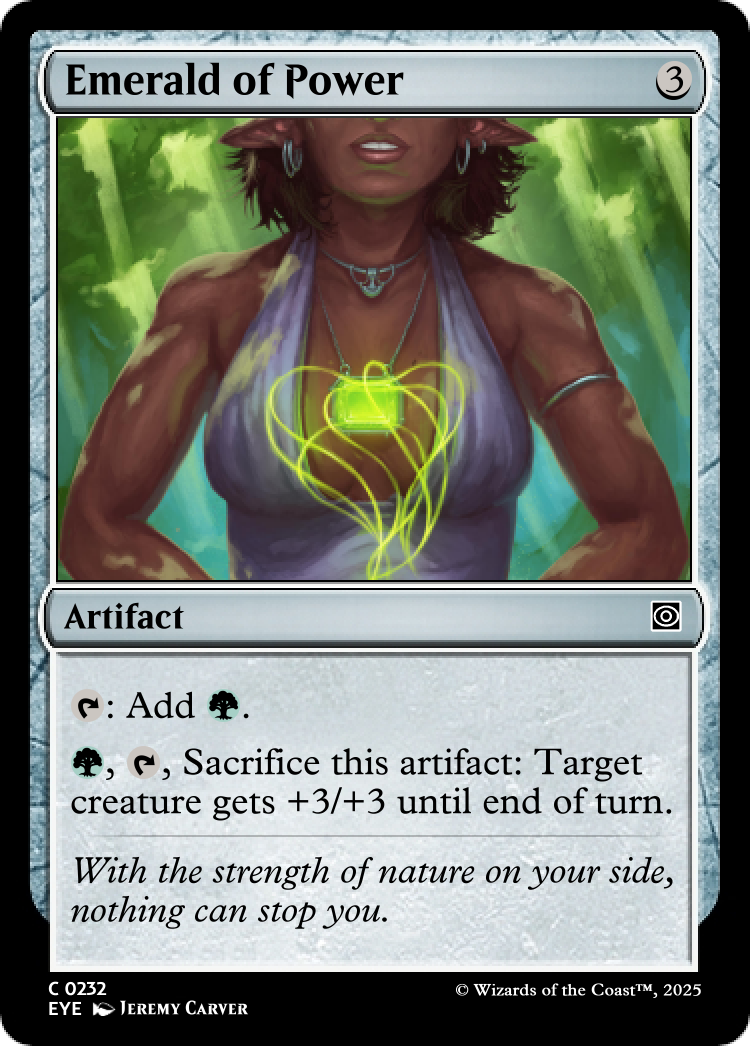 Emerald of Power 3
Artifact
: Add .
, , Sacrifice this artifact: Target
creature gets +3/+3 until end of turn.
With the strength of nature on your side,
nothing can stop you.
C 0232
EYE JEREMY CARVER
© Wizards of the Coast™, 2025